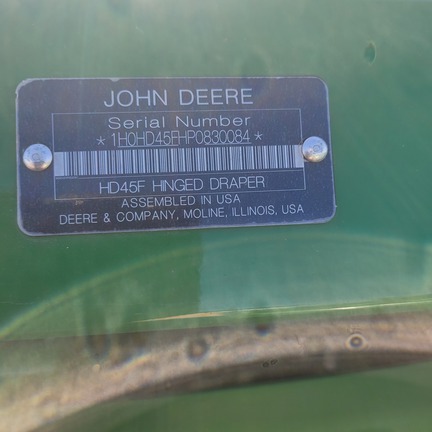 JOHN DEERE
Serial Number
*1H0HD45FHP0830084*
HD45F HINGED DRAPER
ASSEMBLED IN USA
DEERE & COMPANY, MOLINE, ILLINOIS, USA